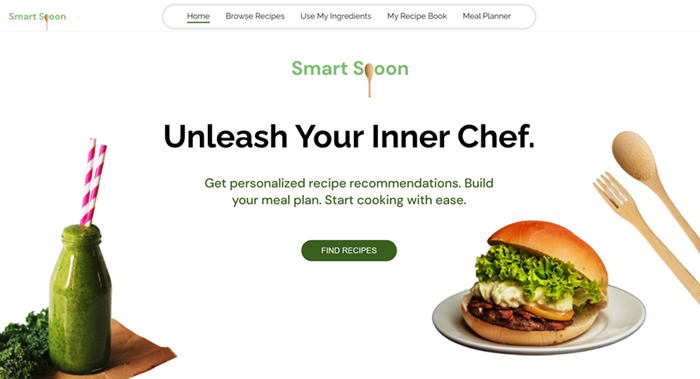 Smart Spoon
Home Browse Recipes Use My Ingredients My Recipe Book Meal Planner
Smart Spoon
Unleash Your Inner Chef.
Get personalized recipe recommendations. Build
your meal plan. Start cooking with ease.
FIND RECIPES